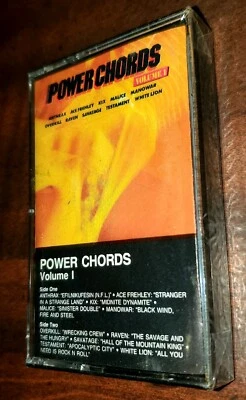 POWER CHORDS
VOLUME I
ANTHRAX ACE FREHLEY KIX MALICE MANOWAR
OVERKILL RAVEN SAVATAGE TESTAMENT WHITE LION
POWER CHORDS
Volume I
Side One
ANTHRAX: "EFILNIKUFESIN (N.F.L.)" • ACE FREHLEY: "STRANGER
IN A STRANGE LAND" • KIX: "MIDNITE DYNAMITE" •
MALICE: "SINISTER DOUBLE" • MANOWAR: "BLACK WIND,
FIRE AND STEEL
Side Two
OVERKILL: "WRECKING CREW" • RAVEN: "THE SAVAGE AND
THE HUNGRY" • SAVATAGE: "HALL OF THE MOUNTAIN KING" •
TESTAMENT: "APOCALYPTIC CITY" • WHITE LION: "ALL YOU
NEED IS ROCK N ROLL"